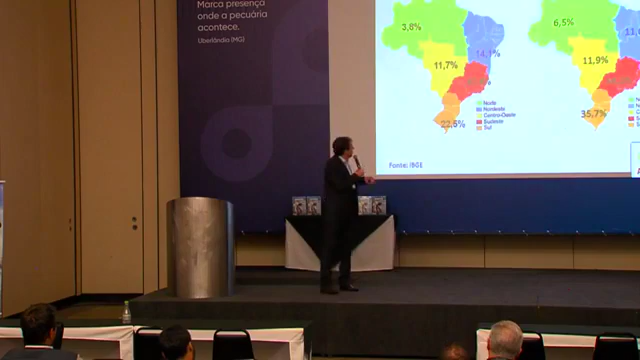 Marca presença
onde a pecuária
acontece.
Uberlândia (MG)
3,8%
14,1%
11,7%
22,5%
Norte
Nordeste
Centro-Oeste
Sudeste
Sul
Fonte: IBGE
6,5%
11,9%
35,7%